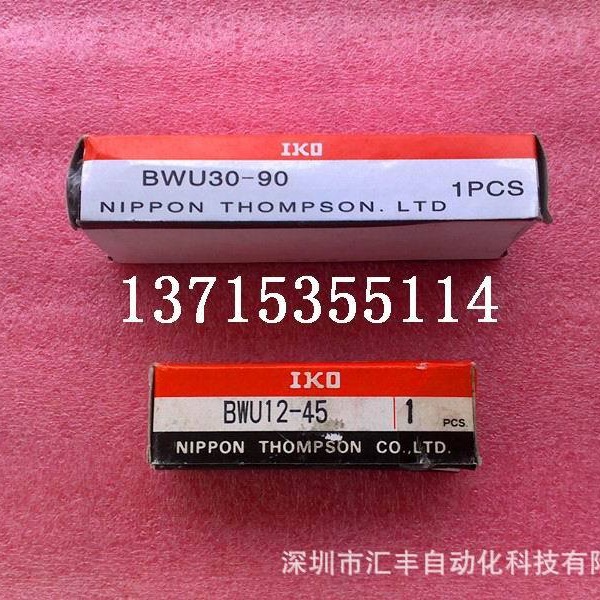 IKO
BWU30-90
1PCS
NIPPON THOMPSON. LTD
13715355114
IKO
BWU12-45
1 PCS
NIPPON THOMPSON CO.,LTD.
深圳市汇丰自动化科技有